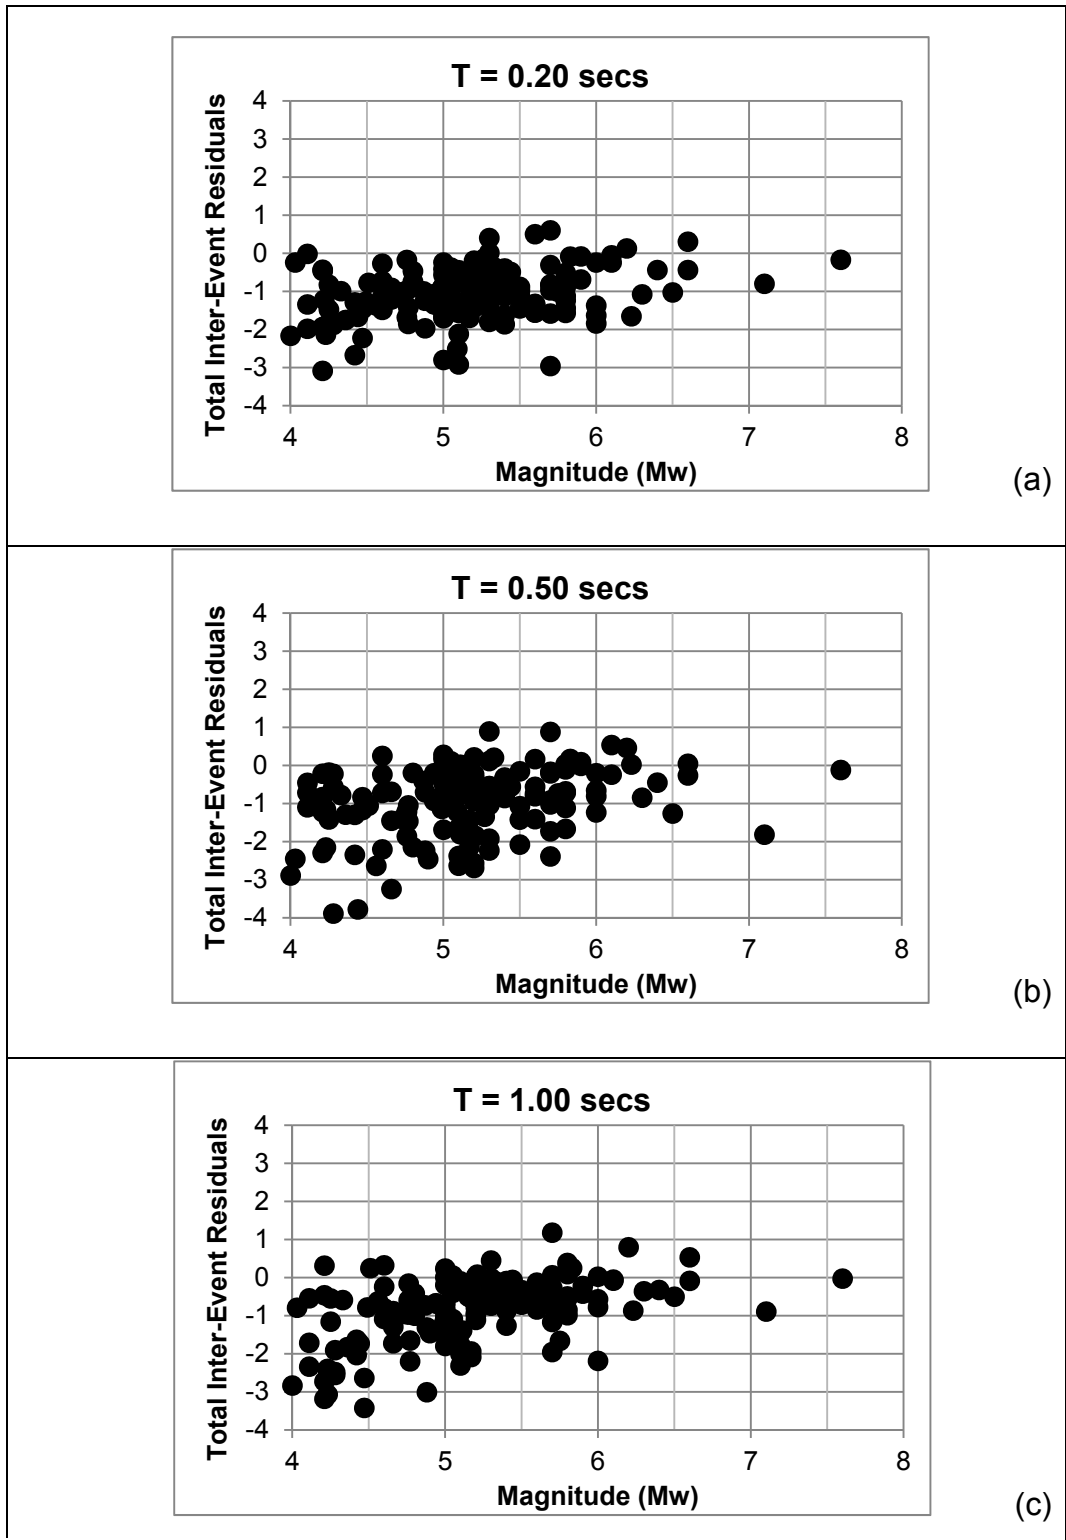 T = 0.20 secs
Total Inter-Event Residuals
4
3
2
1
0
-1
-2
-3
-4
4 5 6 7 8
Magnitude (Mw)
(a)
T = 0.50 secs
Total Inter-Event Residuals
4
3
2
1
0
-1
-2
-3
-4
4 5 6 7 8
Magnitude (Mw)
(b)
T = 1.00 secs
Total Inter-Event Residuals
4
3
2
1
0
-1
-2
-3
-4
4 5 6 7 8
Magnitude (Mw)
(c)